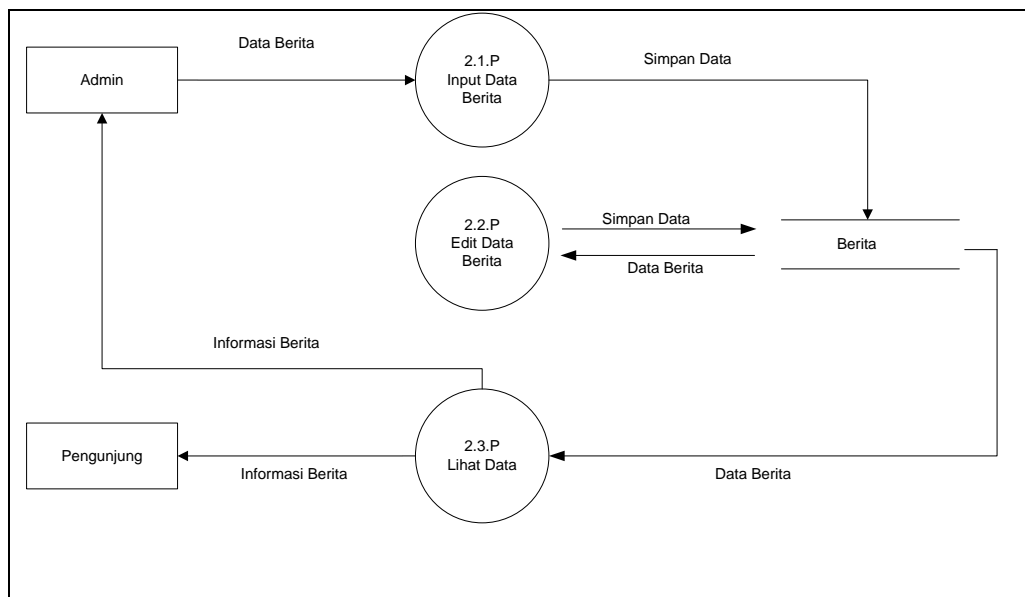 Data Berita
2.1.P
Input Data
Berita
Simpan Data
Admin
2.2.P
Edit Data
Berita
Simpan Data
Data Berita
Berita
Informasi Berita
2.3.P
Lihat Data
Pengunjung
Informasi Berita
Data Berita